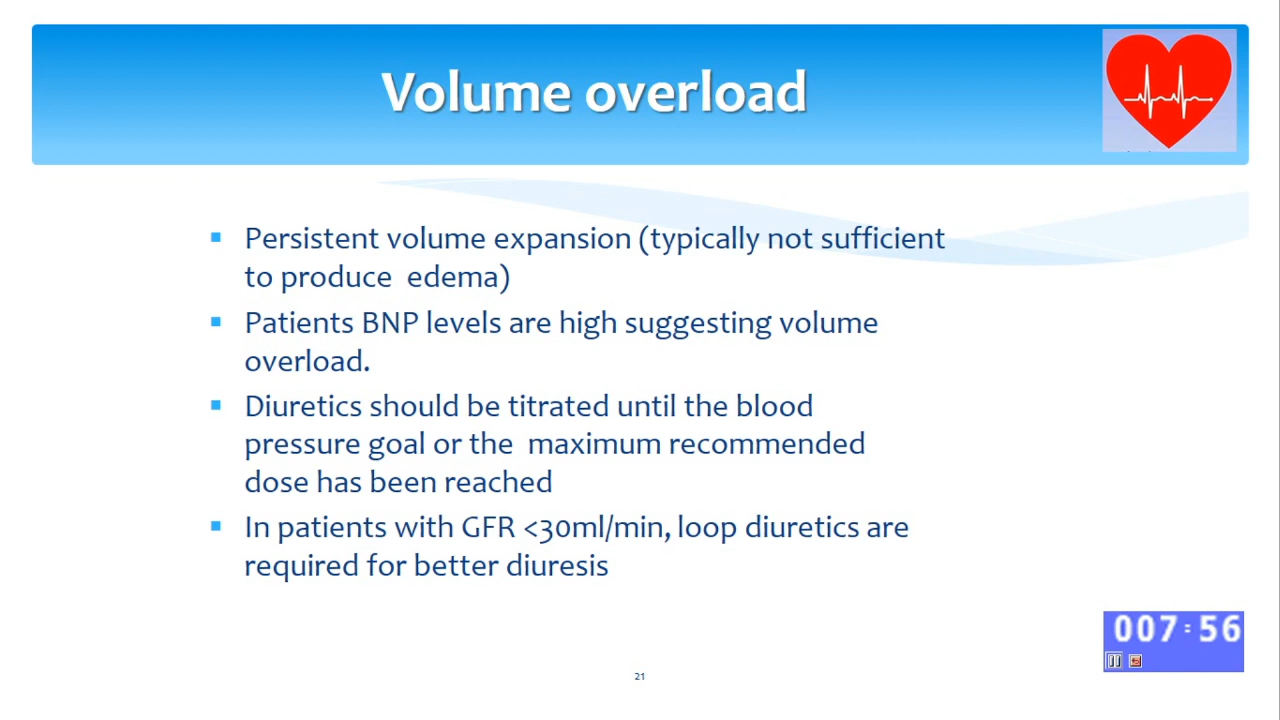 Volume overload
Persistent volume expansion (typically not sufficient
to produce edema)
Patients BNP levels are high suggesting volume
overload.
Diuretics should be titrated until the blood
pressure goal or the maximum recommended
dose has been reached
In patients with GFR <30ml/min, loop diuretics are
required for better diuresis
007:56
21